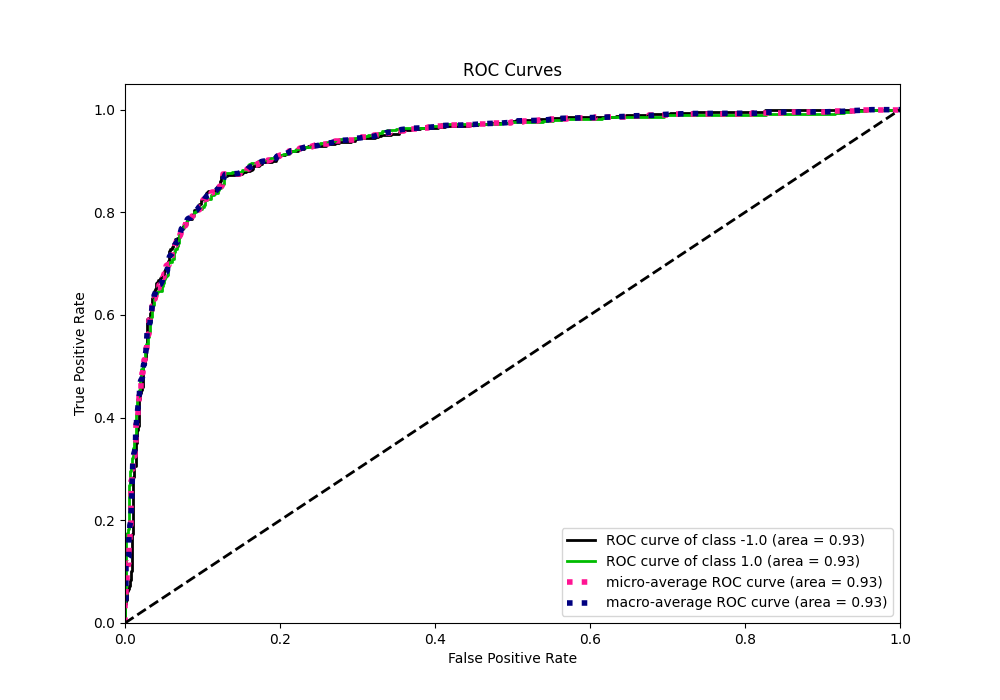 ROC Curves
1.0
0.8
0.6
0.4
0.2
0.0
True Positive Rate
ROC curve of class -1.0 (area = 0.93)
ROC curve of class 1.0 (area = 0.93)
micro-average ROC curve (area = 0.93)
macro-average ROC curve (area = 0.93)
0.0 0.2 0.4 0.6 0.8 1.0
False Positive Rate